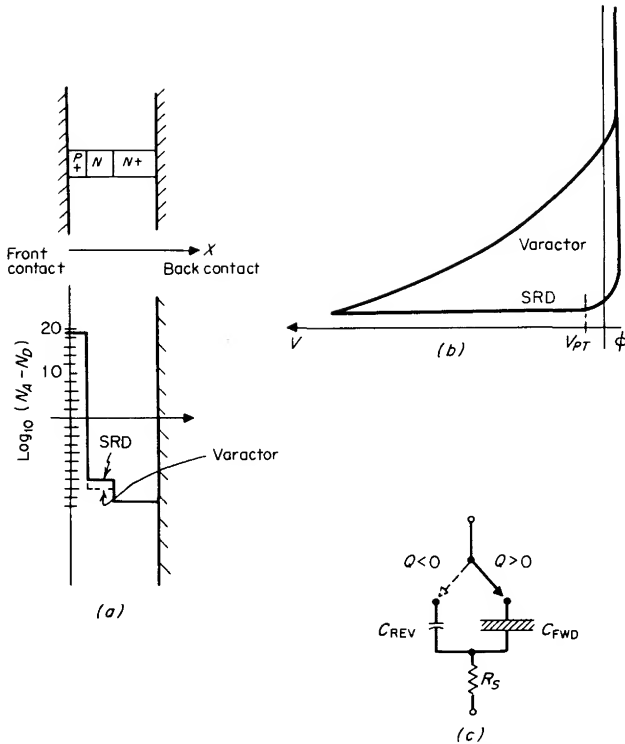 P
+
N
N+
X
Front
contact
Back contact
20
10
Log10 (NA – ND)
SRD
Varactor
(a)
Varactor
SRD
V
VPT
ϕ
(b)
Q<0
Q>0
CREV
CFWD
RS
(c)